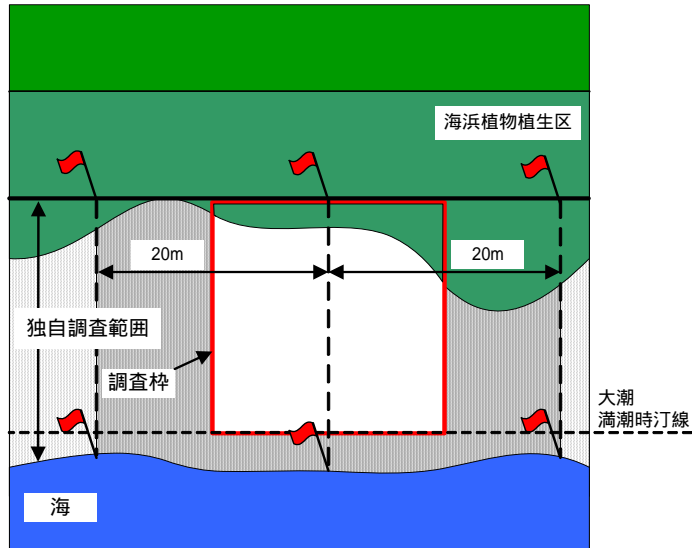 海浜植物植生区
20m
20m
独自調査範囲
調査枠
大潮
満潮時汀線
海